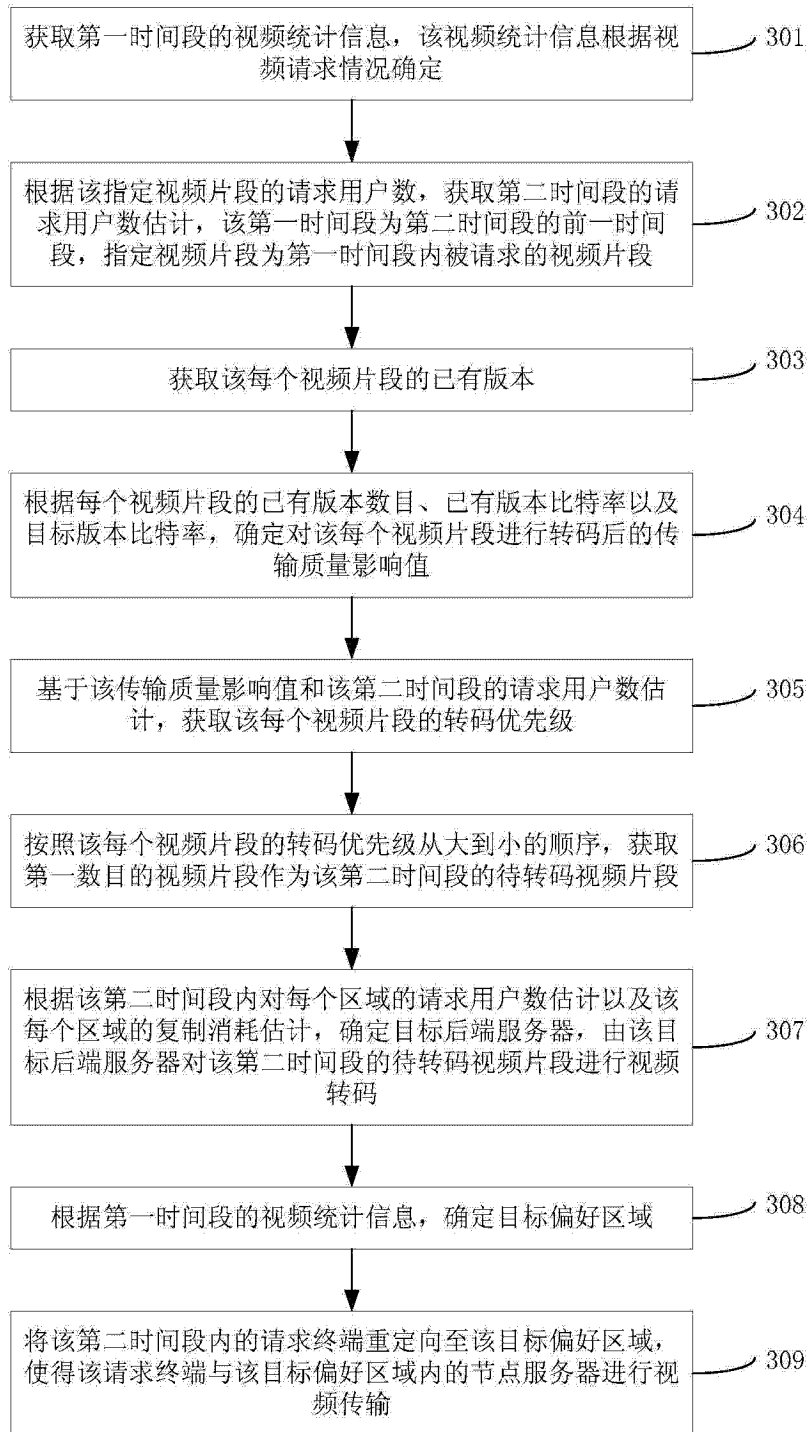 获取第一时间段的视频统计信息，该视频统计信息根据视
频请求情况确定
301
根据该指定视频片段的请求用户数，获取第二时间段的请
求用户数估计，该第一时间段为第二时间段的前一时间
段，指定视频片段为第一时间段内被请求的视频片段
302
获取该每个视频片段的已有版本
303
根据每个视频片段的已有版本数目、已有版本比特率以及
目标版本比特率，确定对该每个视频片段进行转码后的传
输质量影响值
304
基于该传输质量影响值和该第二时间段的请求用户数估
计，获取该每个视频片段的转码优先级
305
按照该每个视频片段的转码优先级从大到小的顺序，获取
第一数目的视频片段作为该第二时间段的待转码视频片段
306
根据该第二时间段内对每个区域的请求用户数估计以及该
每个区域的复制消耗估计，确定目标后端服务器，由该目
标后端服务器对该第二时间段的待转码视频片段进行视频
转码
307
根据第一时间段的视频统计信息，确定目标偏好区域
308
将该第二时间段内的请求终端重定向至该目标偏好区域，
使得该请求终端与该目标偏好区域内的节点服务器进行视
频传输
309